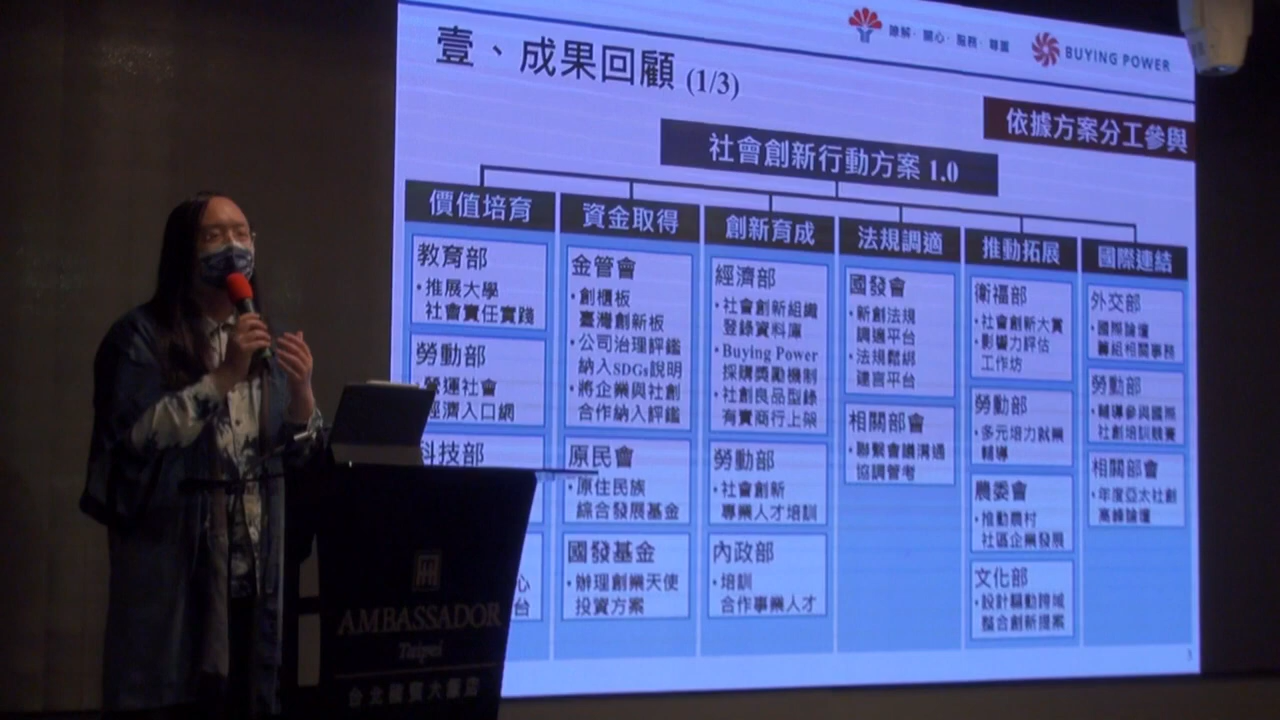 壹、成果回顧 (1/3)
瞭解·關心·服務·尊重
BUYING POWER
依據方案分工參與
社會創新行動方案 1.0
價值培育
教育部
·推展大學
社會責任實踐
勞動部
營運社會
經濟入口網
科技部
心
台
資金取得
金管會
·創櫃板
臺灣創新板
·公司治理評鑑
納入SDGs說明
·將企業與社創
合作納入評鑑
原民會
·原住民族
綜合發展基金
國發基金
·辦理創業天使
投資方案
創新育成
經濟部
·社會創新組織
登錄資料庫
·Buying Power
採購獎勵機制
·社創良品型錄
有實商行上架
勞動部
·社會創新
專業人才培訓
內政部
·培訓
合作事業人才
法規調適
國發會
·新創法規
調適平台
·法規鬆綁
建言平台
相關部會
·聯繫會議溝通
協調管考
推動拓展
衛福部
·社會創新大賞
·影響力評估
工作坊
勞動部
·多元培力就業
輔導
農委會
·推動農村
社區企業發展
文化部
·設計驅動跨域
整合創新提案
國際連結
外交部
·國際論壇
籌組相關事務
勞動部
·輔導參與國際
社創培訓競賽
相關部會
·年度亞太社創
高峰論壇
3
AMBASSADOR
Taipei
台北國賓大飯店